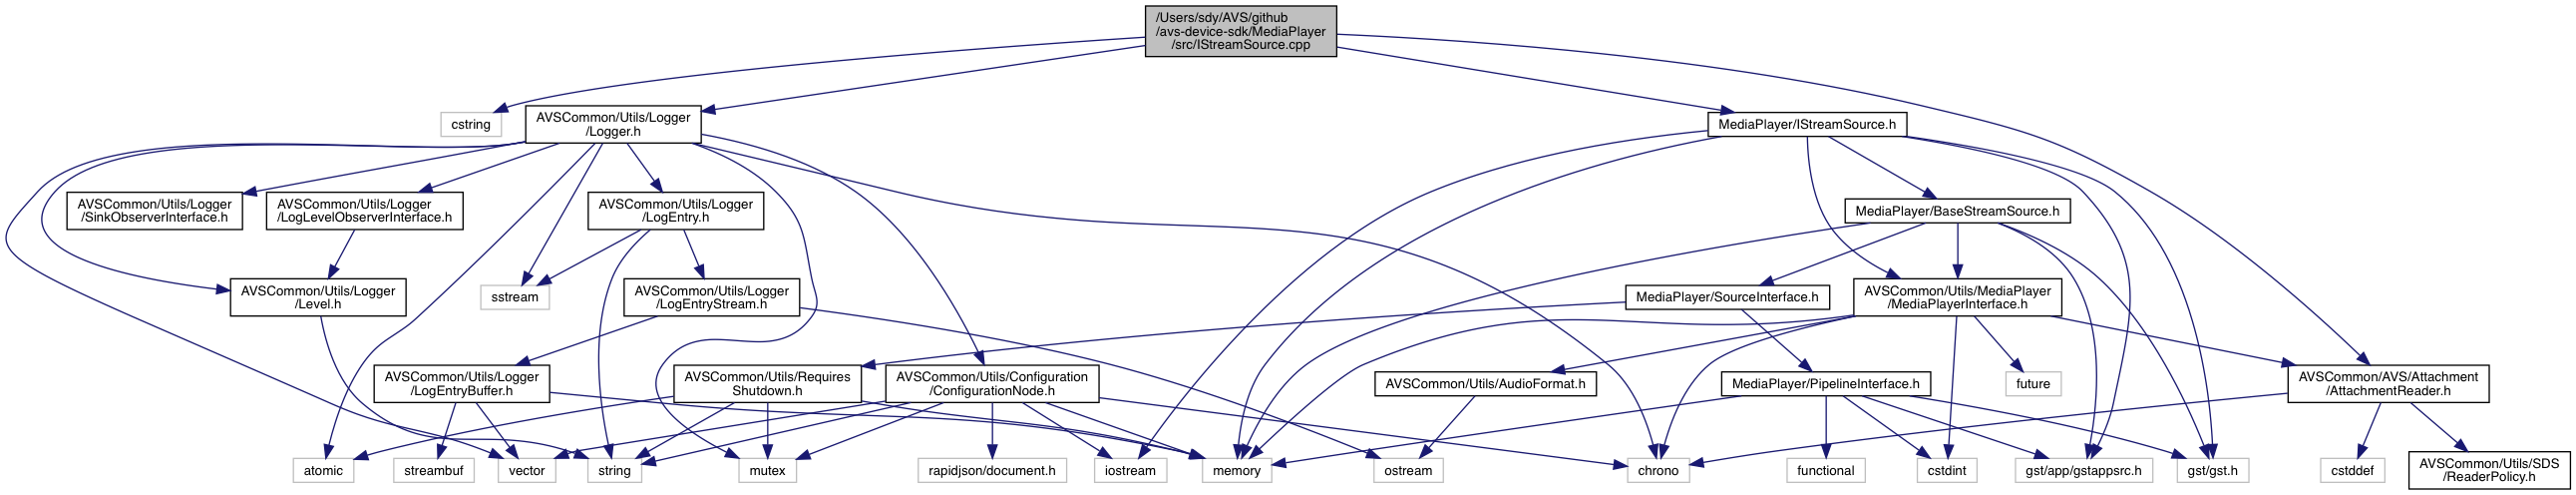 /Users/sdy/AVS/github
/avs-device-sdk/MediaPlayer
/src/IStreamSource.cpp
cstring
AVSCommon/Utils/Logger
/Logger.h
MediaPlayer/IStreamSource.h
AVSCommon/Utils/Logger
/SinkObserverInterface.h
AVSCommon/Utils/Logger
/LogLevelObserverInterface.h
AVSCommon/Utils/Logger
/LogEntry.h
MediaPlayer/BaseStreamSource.h
AVSCommon/Utils/Logger
/Level.h
sstream
AVSCommon/Utils/Logger
/LogEntryStream.h
MediaPlayer/SourceInterface.h
AVSCommon/Utils/MediaPlayer
/MediaPlayerInterface.h
AVSCommon/Utils/Logger
/LogEntryBuffer.h
AVSCommon/Utils/Requires
Shutdown.h
AVSCommon/Utils/Configuration
/ConfigurationNode.h
AVSCommon/Utils/AudioFormat.h
MediaPlayer/PipelineInterface.h
future
AVSCommon/AVS/Attachment
/AttachmentReader.h
atomic
streambuf
vector
string
mutex
rapidjson/document.h
iostream
memory
ostream
chrono
functional
cstdint
gst/app/gstappsrc.h
gst/gst.h
cstddef
AVSCommon/Utils/SDS
/ReaderPolicy.h